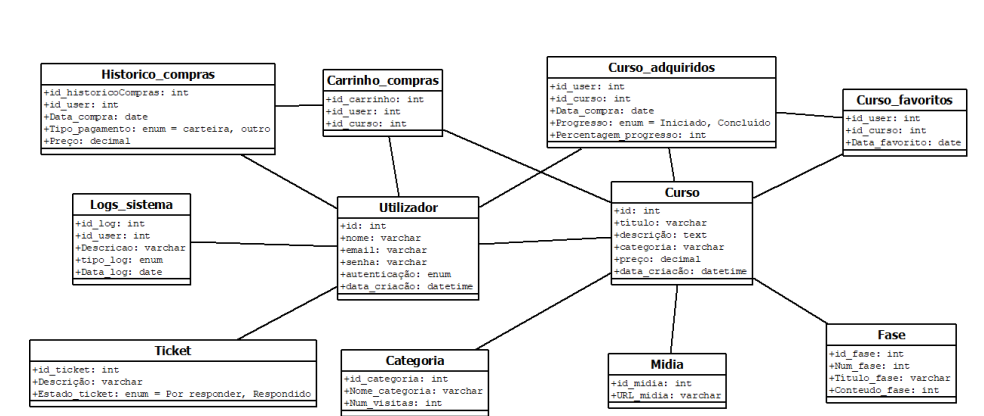 Historico_compras
+id_historicoCompras: int
+id_user: int
+Data_compra: date
+Tipo_pagamento: enum = carteira, outro
+Preço: decimal
Carrinho_compras
+id_carrinho: int
+id_user: int
+id_curso: int
Curso_adquiridos
+id_user: int
+id_curso: int
+Data_compra: date
+Progresso: enum = Iniciado, Concluido
+Percentagem_progresso: int
Curso_favoritos
+id_user: int
+id_curso: int
+Data_favorito: date
Logs_sistema
+id_log: int
+id_user: int
+Descricao: varchar
+tipo_log: enum
+Data_log: date
Utilizador
+id: int
+nome: varchar
+email: varchar
+senha: varchar
+autenticação: enum
+data_criacão: datetime
Curso
+id: int
+titulo: varchar
+descrição: text
+categoria: varchar
+preço: decimal
+data_criacão: datetime
Ticket
+id_ticket: int
+Descrição: varchar
+Estado_ticket: enum = Por responder, Respondido
Categoria
+id_categoria: int
+Nome_categoria: varchar
+Num_visitas: int
Midia
+id_midia: int
+URL_midia: varchar
Fase
+id_fase: int
+Num_fase: int
+Titulo_fase: varchar
+Conteudo_fase: int